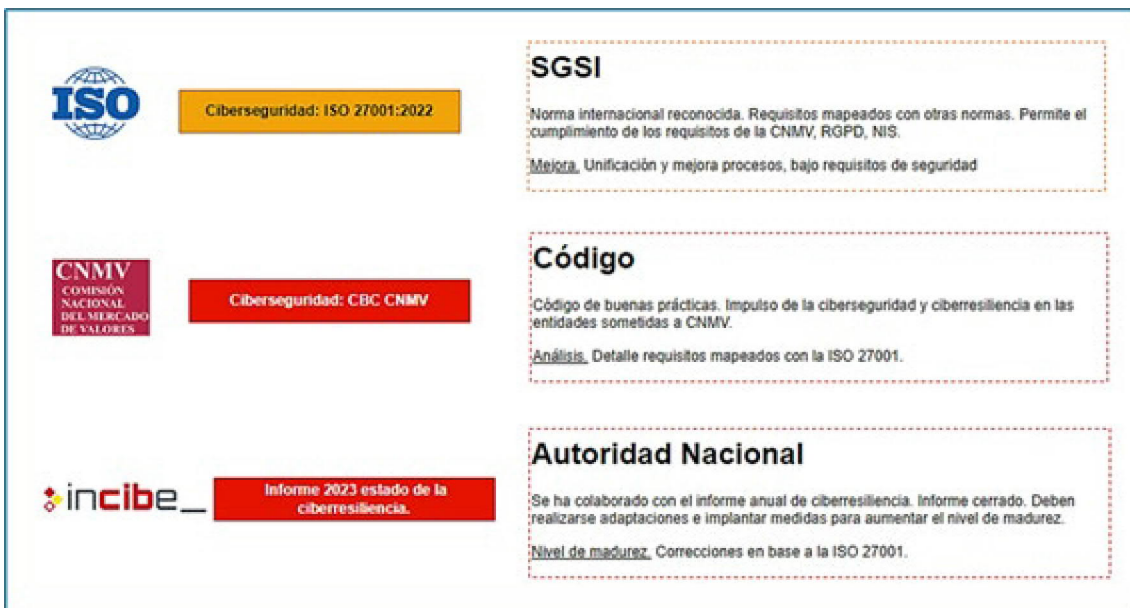 ISO
Ciberseguridad: ISO 27001:2022
SGSI
Norma internacional reconocida. Requisitos mapeados con otras normas. Permite el
cumplimiento de los requisitos de la CNMV, RGPD, NIS.
Mejora. Unificación y mejora procesos, bajo requisitos de seguridad
CNMV
COMISIÓN
NACIONAL
DEL MERCADO
DE VALORES
Ciberseguridad: CBC CNMV
Código
Código de buenas prácticas. Impulso de la ciberseguridad y ciberresiliencia en las
entidades sometidas a CNMV.
Análisis. Detalle requisitos mapeados con la ISO 27001.
incibe_
Informe 2023 estado de la
ciberresiliencia.
Autoridad Nacional
Se ha colaborado con el informe anual de ciberresiliencia. Informe cerrado. Deben
realizarse adaptaciones e implantar medidas para aumentar el nivel de madurez.
Nivel de madurez. Correcciones en base a la ISO 27001.